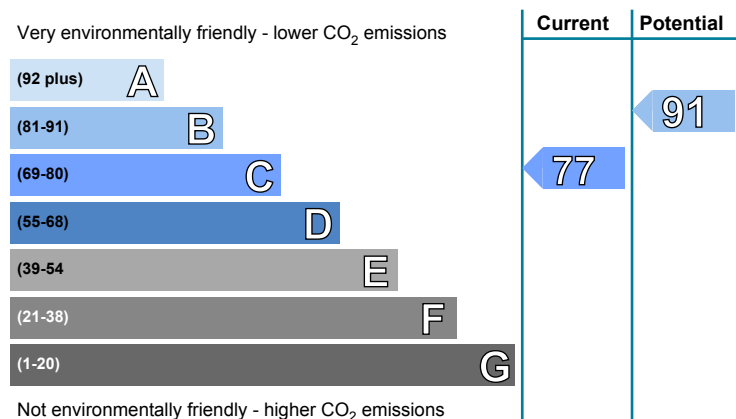 Current Potential
Very environmentally friendly - lower CO₂ emissions
(92 plus) A
(81-91) B
91
(69-80) C
77
(55-68) D
(39-54 E
(21-38) F
(1-20) G
Not environmentally friendly - higher CO₂ emissions